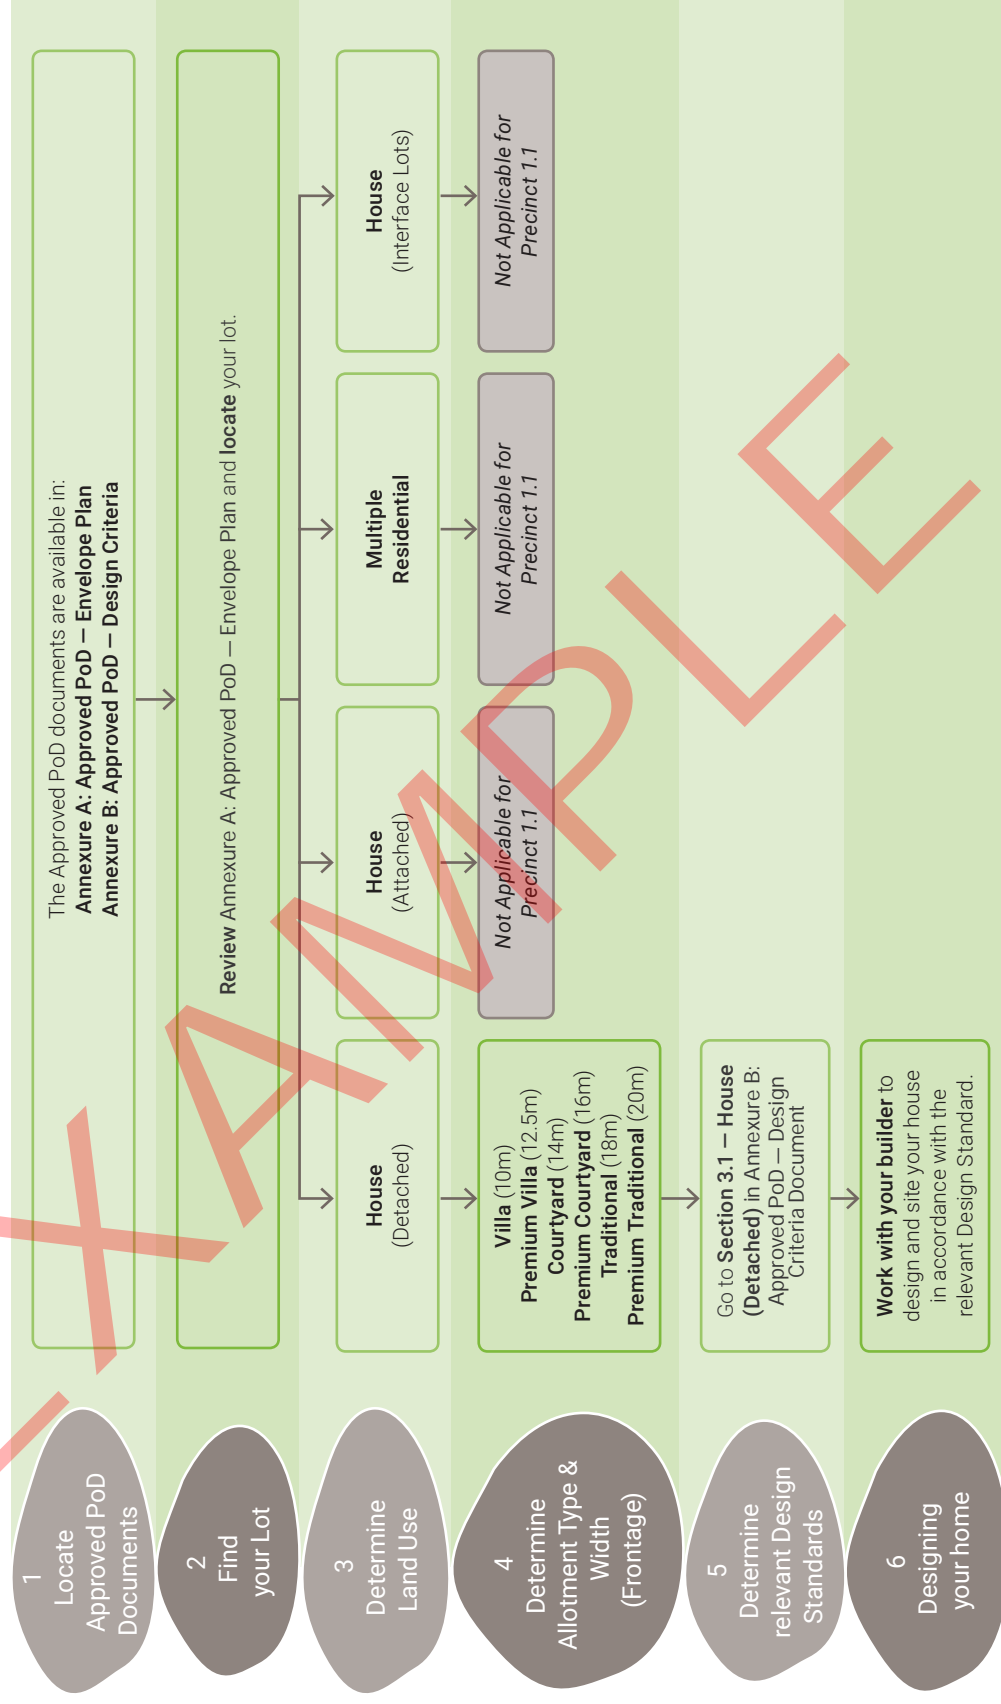 1
Locate
Approved PoD
Documents
The Approved PoD documents are available in:
Annexure A: Approved PoD — Envelope Plan
Annexure B: Approved PoD — Design Criteria
2
Find
your Lot
Review Annexure A: Approved PoD — Envelope Plan and locate your lot.
3
Determine
Land Use
House
(Detached)
House
(Attached)
Multiple
Residential
House
(Interface Lots)
4
Determine
Allotment Type &
Width
(Frontage)
Villa (10m)
Premium Villa (12.5m)
Courtyard (14m)
Premium Courtyard (16m)
Traditional (18m)
Premium Traditional (20m)
Not Applicable for
Precinct 1.1
Not Applicable for
Precinct 1.1
Not Applicable for
Precinct 1.1
5
Determine
relevant Design
Standards
Go to Section 3.1 — House
(Detached) in Annexure B:
Approved PoD — Design
Criteria Document
6
Designing
your home
Work with your builder to
design and site your house
in accordance with the
relevant Design Standard.
XAMPLE